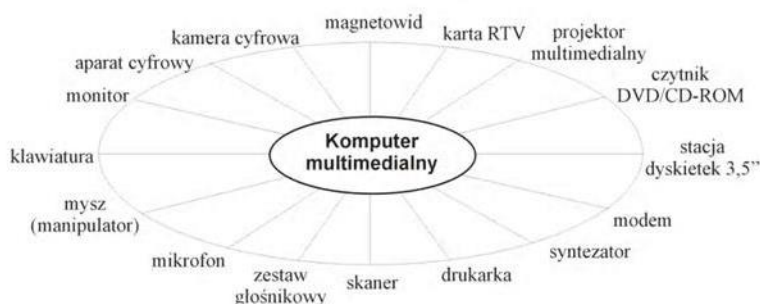 magnetowid
kamera cyfrowa
karta RTV
projektor
multimedialny
aparat cyfrowy
czytnik
DVD/CD-ROM
monitor
Komputer
multimedialny
klawiatura
stacja
dyskietek 3,5”
mysz
(manipulator)
modem
mikrofon
syntezator
zestaw
głośnikowy
skaner
drukarka